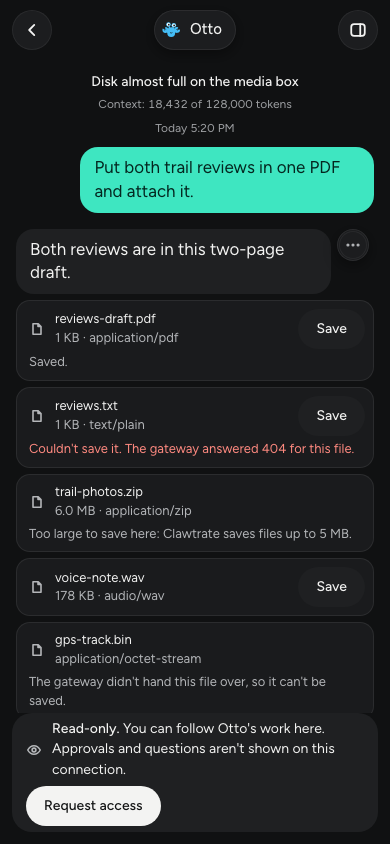 Otto
Disk almost full on the media box
Context: 18,432 of 128,000 tokens
Today 5:20 PM
Put both trail reviews in one PDF
and attach it.
Both reviews are in this two-page
draft.
reviews-draft.pdf
1 KB · application/pdf
Save
Saved.
reviews.txt
1 KB · text/plain
Save
Couldn't save it. The gateway answered 404 for this file.
trail-photos.zip
6.0 MB · application/zip
Too large to save here: Clawtrate saves files up to 5 MB.
voice-note.wav
178 KB · audio/wav
Save
gps-track.bin
application/octet-stream
The gateway didn't hand this file over, so it can't be
saved.
Read-only. You can follow Otto's work here.
Approvals and questions aren't shown on this
connection.
Request access